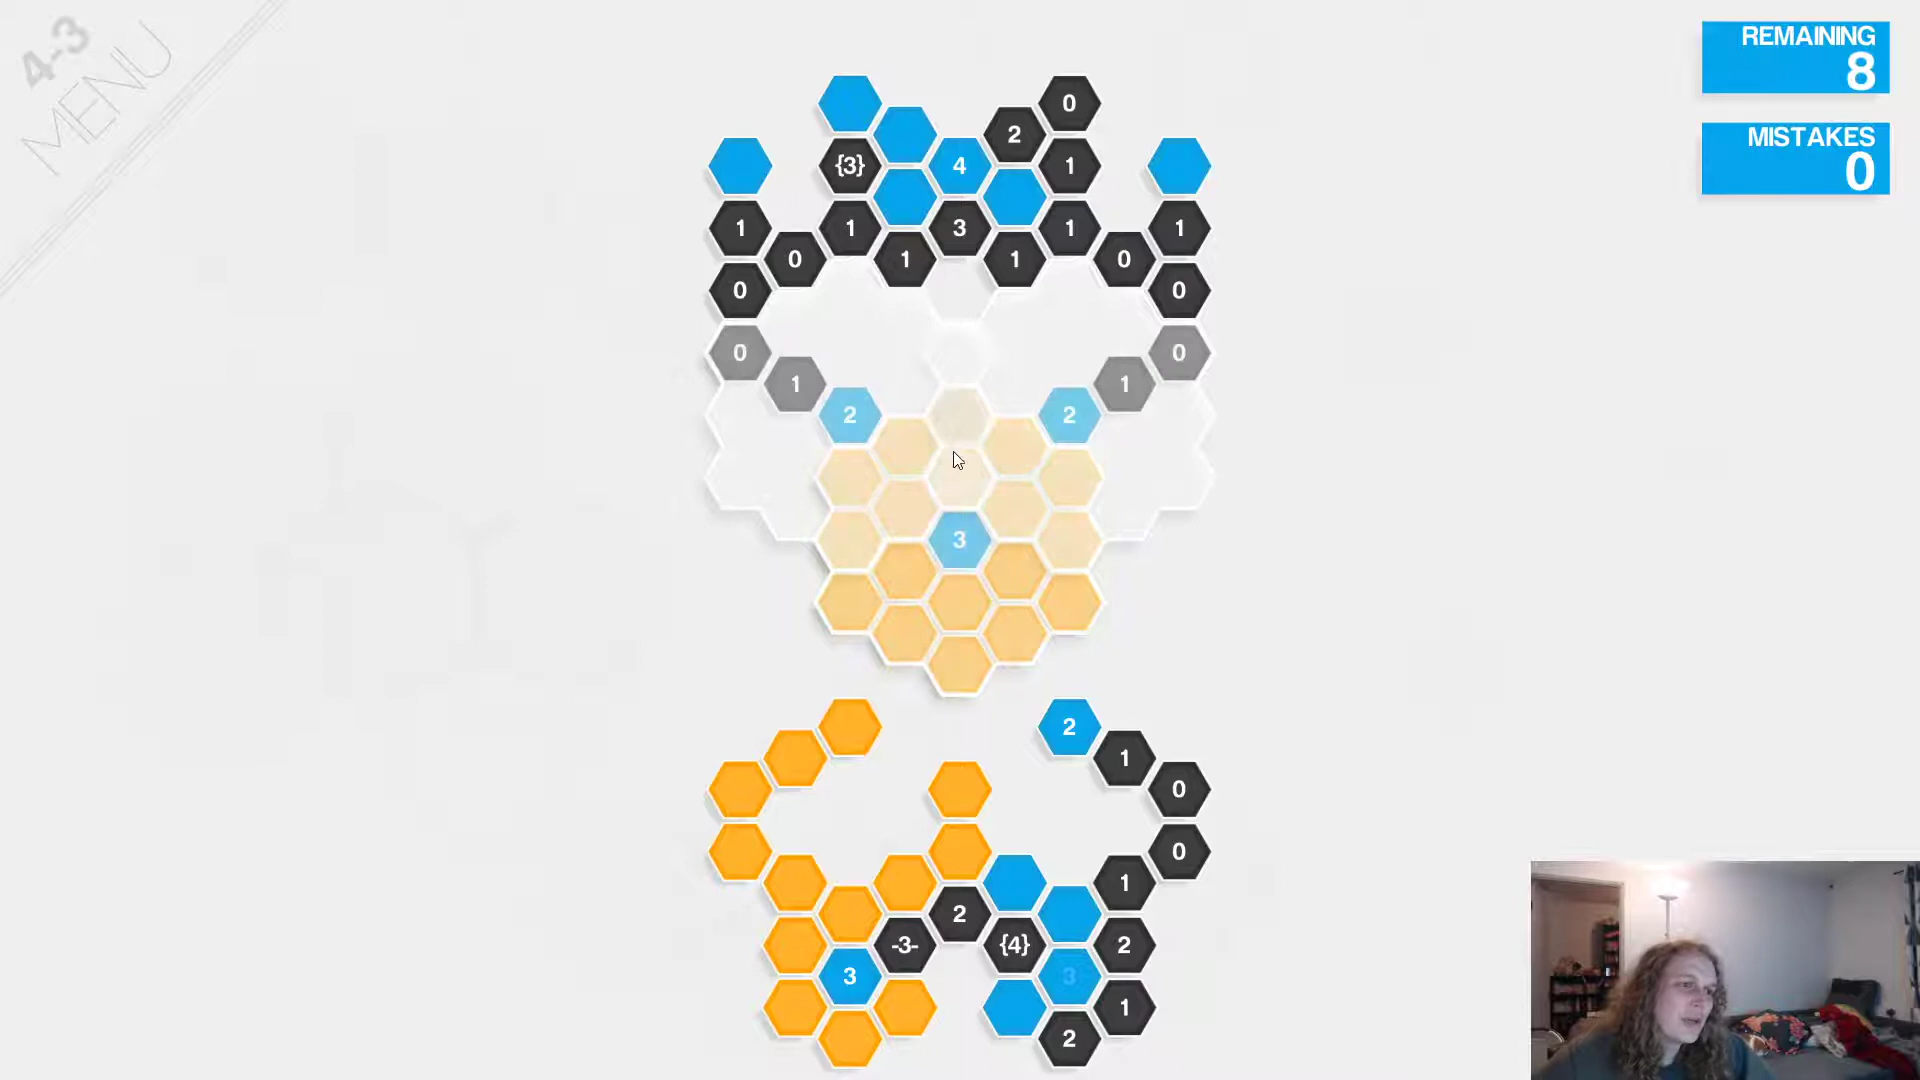 4-3
MENU
REMAINING
8
MISTAKES
0
0
2
{3} 4 1
1 1 3 1 1
0 1 1 0
0 0
0 0
1 1
2 2
3
2
1
0
0
1
2
-3- {4} 2
3 3
1
2